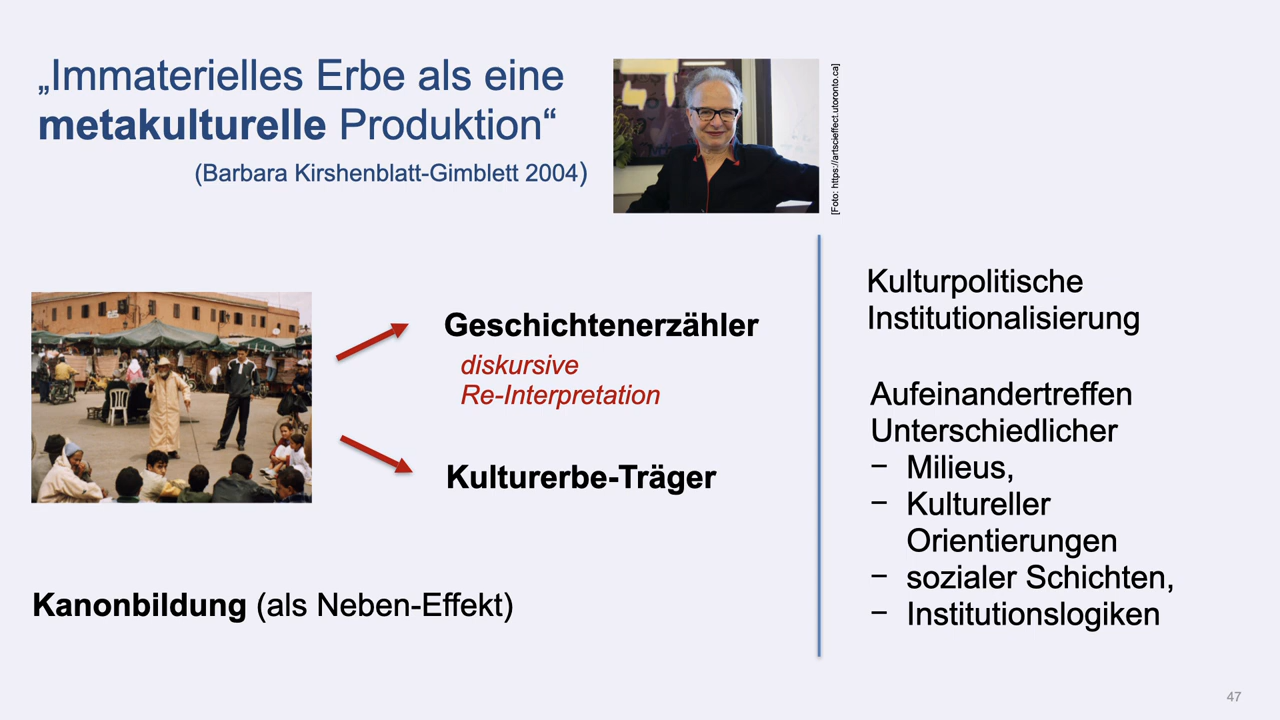 „Immaterielles Erbe als eine
metakulturelle Produktion“
(Barbara Kirshenblatt-Gimblett 2004)
[Foto: https://artscieffect.utoronto.ca]
Geschichtenerzähler
diskursive
Re-Interpretation
Kulturerbe-Träger
Kanonbildung (als Neben-Effekt)
Kulturpolitische
Institutionalisierung
Aufeinandertreffen
Unterschiedlicher
− Milieus,
− Kultureller
Orientierungen
− sozialer Schichten,
− Institutionslogiken
47